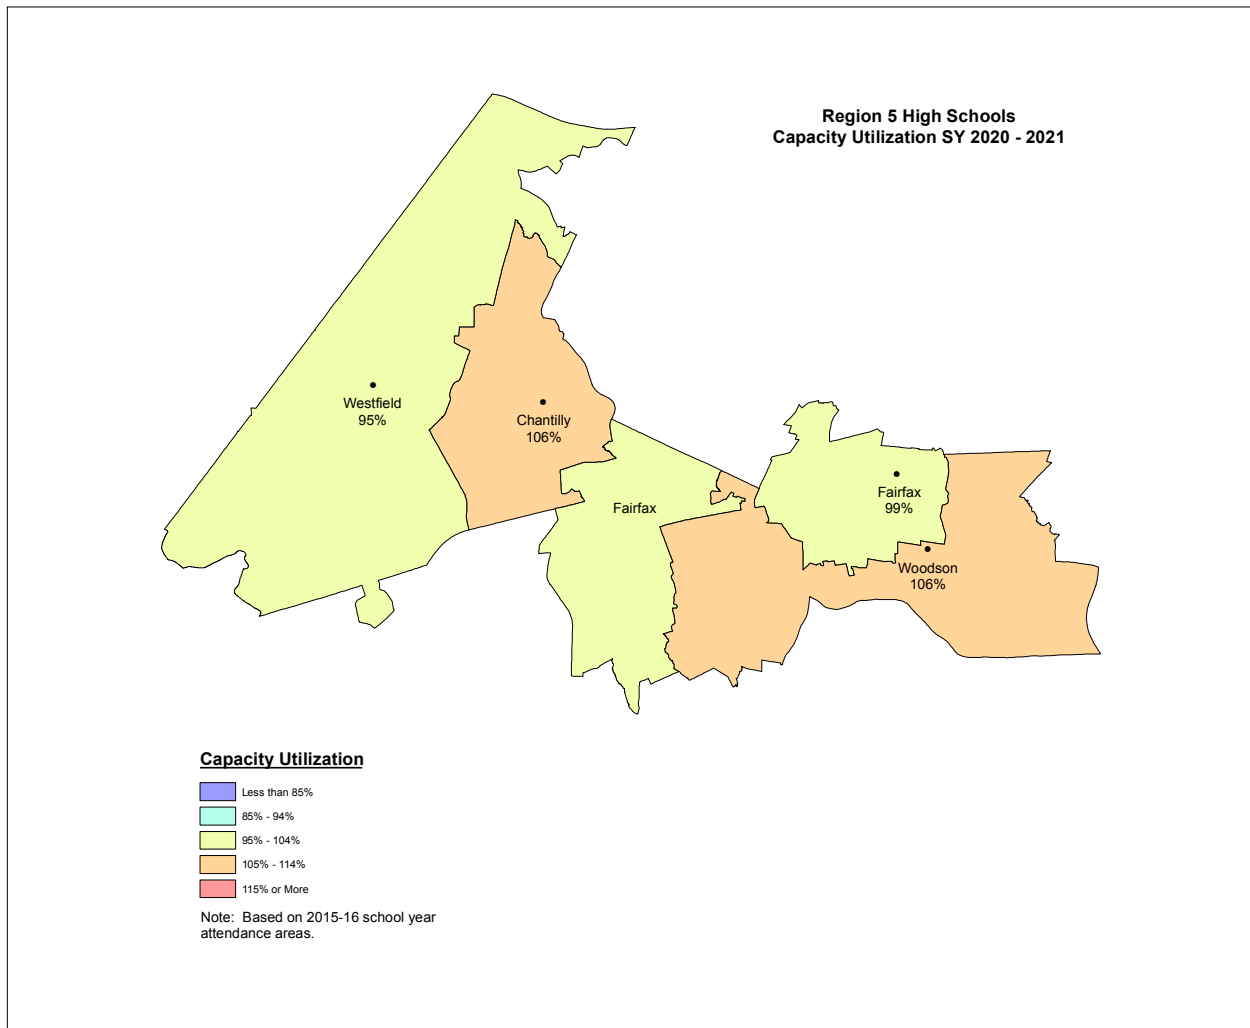 Region 5 High Schools
Capacity Utilization SY 2020 - 2021
Westfield
95%
Chantilly
106%
Fairfax
Fairfax
99%
Woodson
106%
Capacity Utilization
Less than 85%
85% - 94%
95% - 104%
105% - 114%
115% or More
Note:  Based on 2015-16 school year
attendance areas.